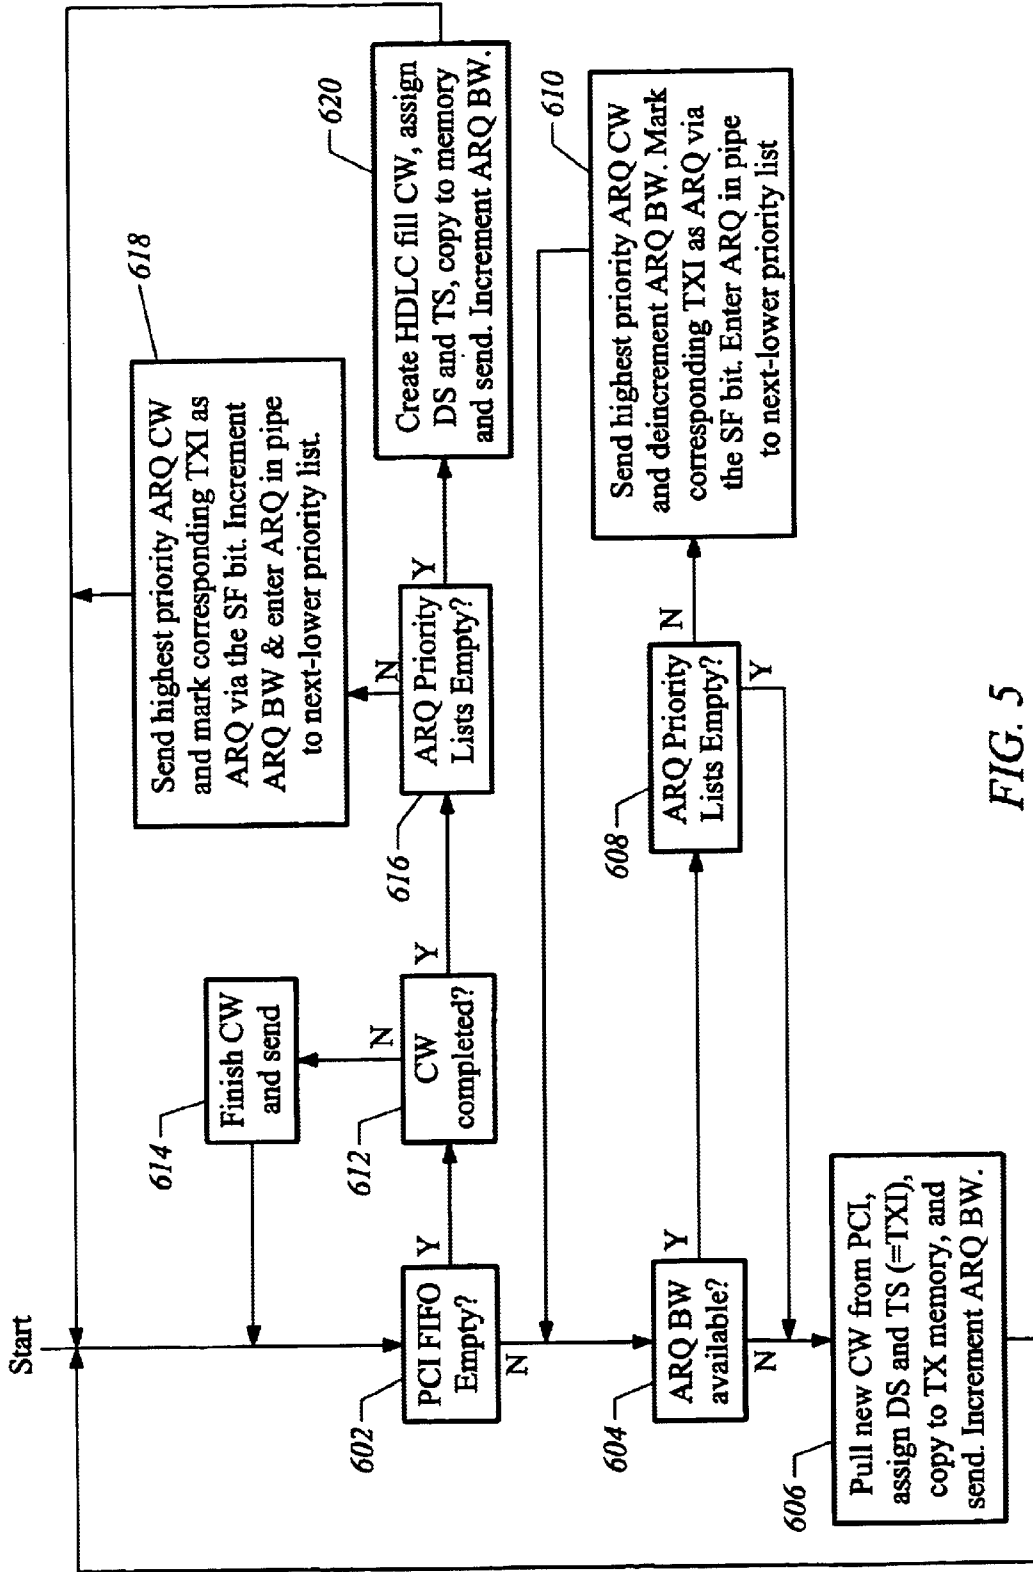 Start
602
PCI FIFO
Empty?
Y
N
612
CW
completed?
N
Y
614
Finish CW
and send
616
ARQ Priority
Lists Empty?
N
Y
618
Send highest priority ARQ CW
and mark corresponding TXI as
ARQ via the SF bit. Increment
ARQ BW & enter ARQ in pipe
to next-lower priority list.
620
Create HDLC fill CW, assign
DS and TS, copy to memory
and send. Increment ARQ BW.
604
ARQ BW
available?
Y
N
608
ARQ Priority
Lists Empty?
N
Y
610
Send highest priority ARQ CW
and deincrement ARQ BW. Mark
corresponding TXI as ARQ via
the SF bit. Enter ARQ in pipe
to next-lower priority list
606
Pull new CW from PCI,
assign DS and TS (=TXI),
copy to TX memory, and
send. Increment ARQ BW.
FIG. 5